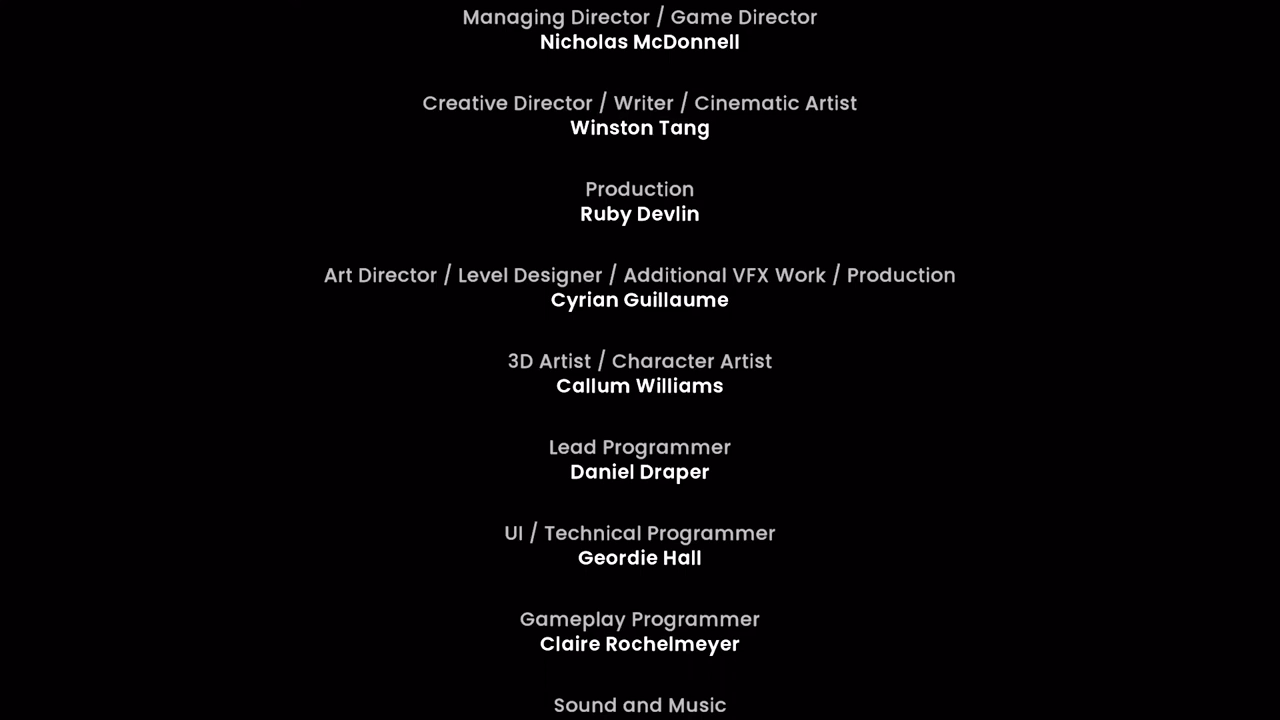 Managing Director / Game Director
Nicholas McDonnell
Creative Director / Writer / Cinematic Artist
Winston Tang
Production
Ruby Devlin
Art Director / Level Designer / Additional VFX Work / Production
Cyrian Guillaume
3D Artist / Character Artist
Callum Williams
Lead Programmer
Daniel Draper
UI / Technical Programmer
Geordie Hall
Gameplay Programmer
Claire Rochelmeyer
Sound and Music